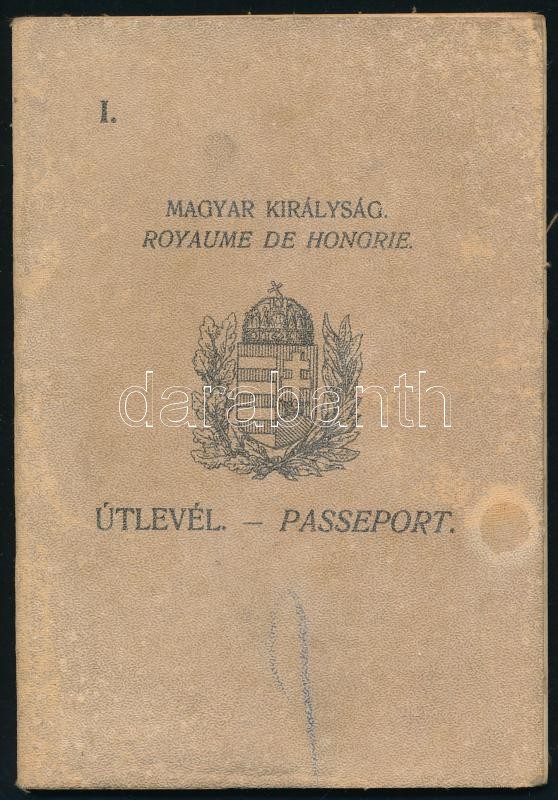 I.
MAGYAR KIRÁLYSÁG.
ROYAUME DE HONGRIE.
darabanth
ÚTLEVÉL. – PASSEPORT.